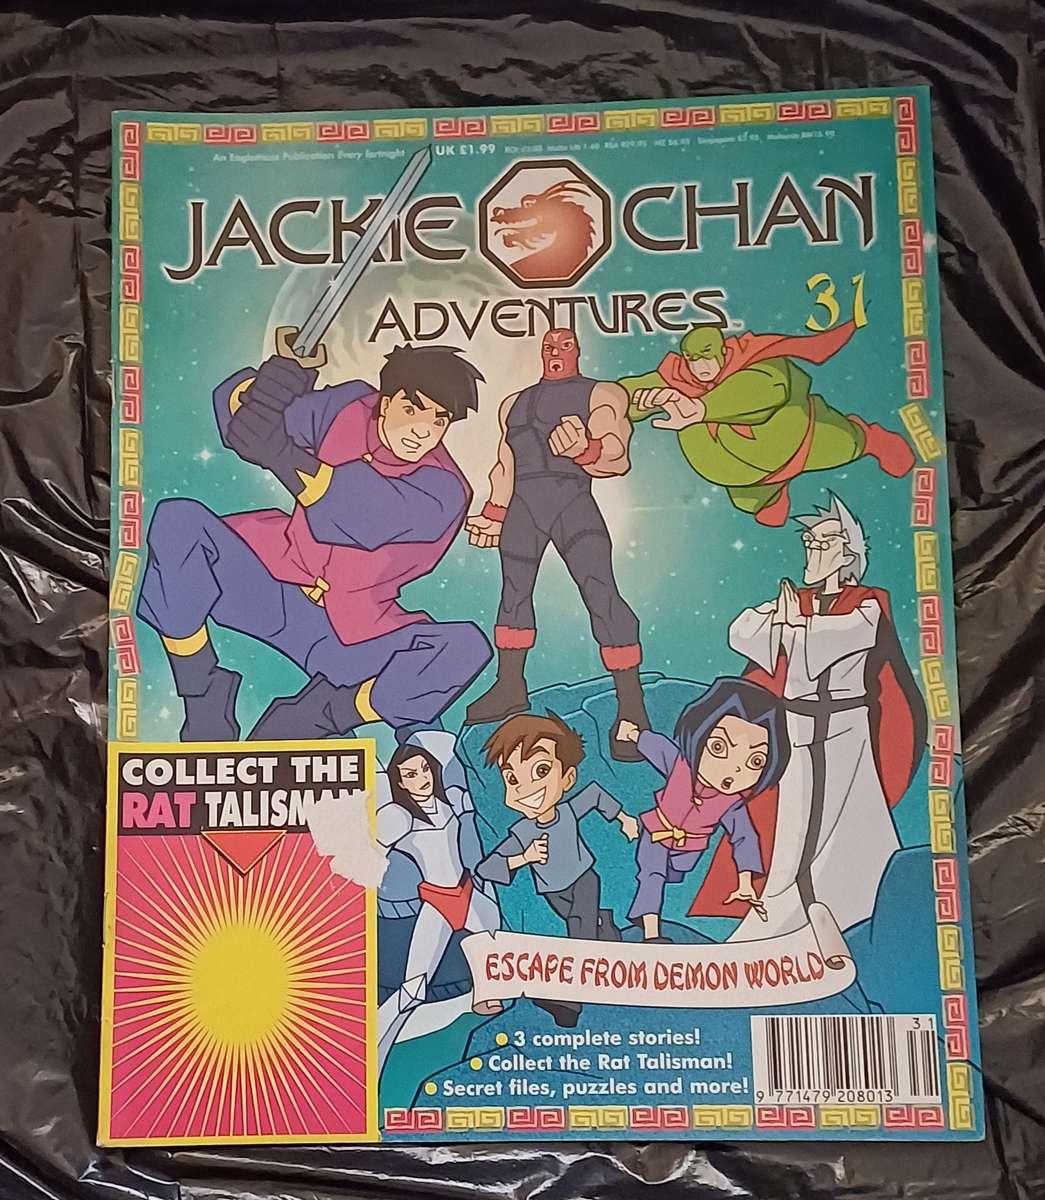 An Eaglemoss Publication Every fortnight UK £1.99
JACKIE CHAN
ADVENTURES™
31
COLLECT THE
RAT TALISMAN
ESCAPE FROM DEMON WORLD
• 3 complete stories!
• Collect the Rat Talisman!
• Secret files, puzzles and more!
31
9 771479 208013